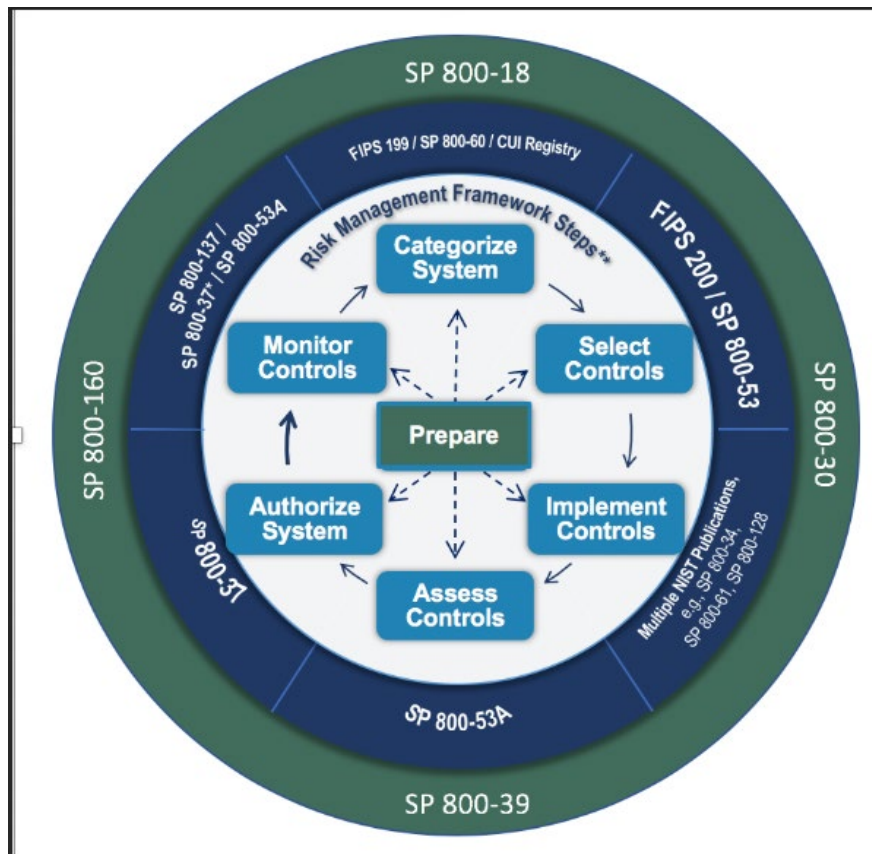 SP 800-18
FIPS 199 / SP 800-60 / CUI Registry
FIPS 200 / SP 800-53
SP 800-30
Multiple NIST Publications,
e.g., SP 800-34,
SP 800-61, SP 800-128
SP 800-53A
SP 800-39
SP 800-37
SP 800-160
SP 800-137 /
SP 800-37* / SP 800-53A
Risk Management Framework Steps**
Categorize
System
Select
Controls
Implement
Controls
Assess
Controls
Authorize
System
Monitor
Controls
Prepare